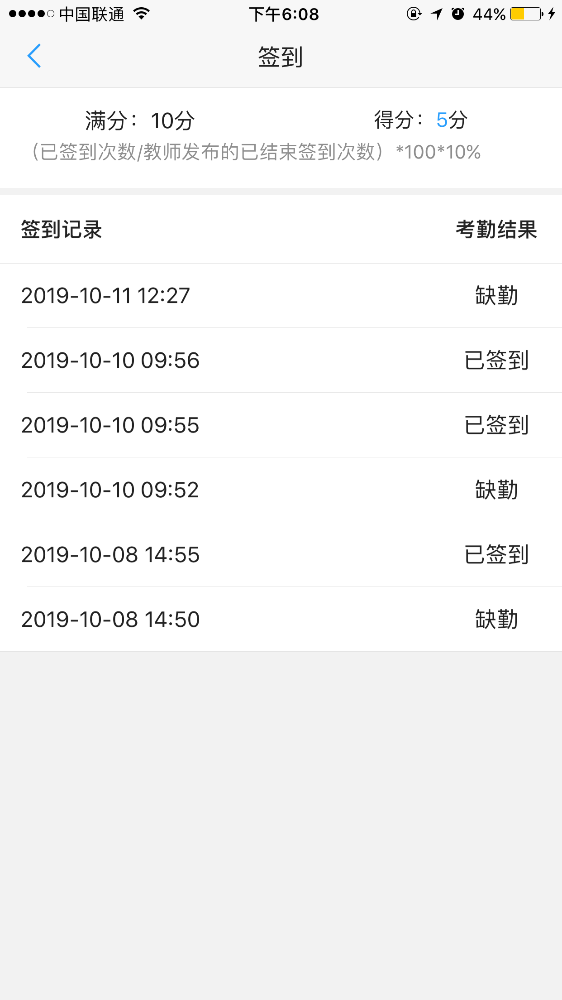 中国联通 下午6:08 44%
签到
满分：10分 得分：5分
（已签到次数/教师发布的已结束签到次数）*100*10%
签到记录 考勤结果
2019-10-11 12:27 缺勤
2019-10-10 09:56 已签到
2019-10-10 09:55 已签到
2019-10-10 09:52 缺勤
2019-10-08 14:55 已签到
2019-10-08 14:50 缺勤